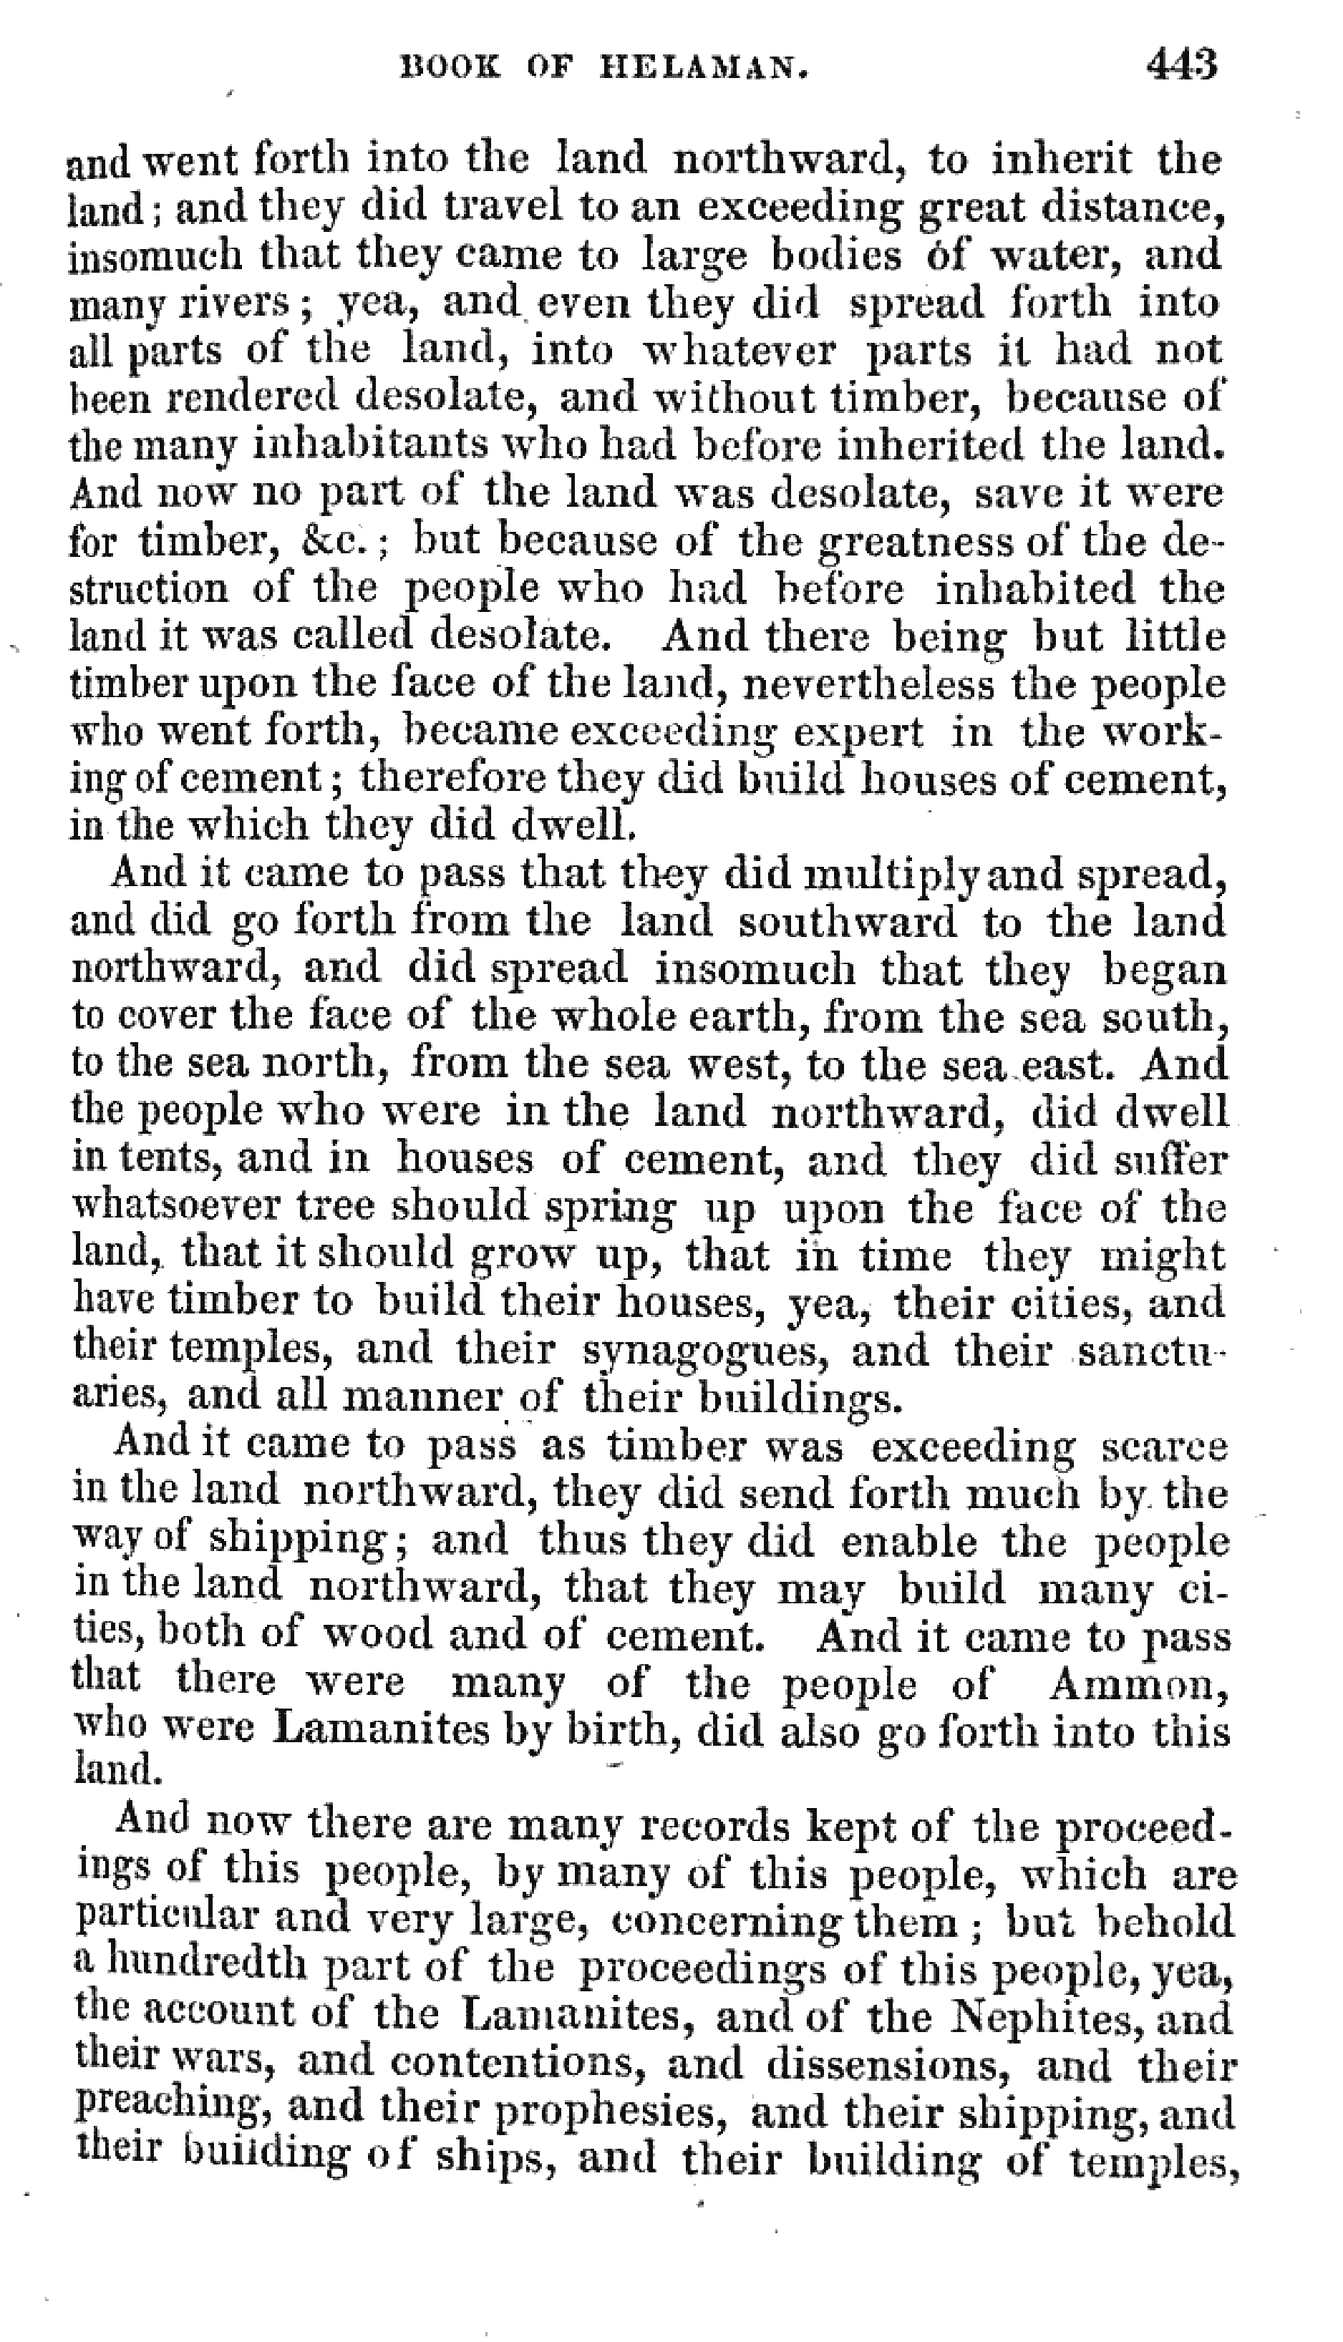 BOOK OF HELAMAN. 443
and went forth into the land northward, to inherit the
land; and they did travel to an exceeding great distance,
insomuch that they came to large bodies of water, and
many rivers; yea, and even they did spread forth into
all parts of the land, into whatever parts it had not
been rendered desolate, and without timber, because of
the many inhabitants who had before inherited the land.
And now no part of the land was desolate, save it were
for timber, &c.; but because of the greatness of the de-
struction of the people who had before inhabited the
land it was called desolate. And there being but little
timber upon the face of the land, nevertheless the people
who went forth, became exceeding expert in the work-
ing of cement; therefore they did build houses of cement,
in the which they did dwell.
And it came to pass that they did multiply and spread,
and did go forth from the land southward to the land
northward, and did spread insomuch that they began
to cover the face of the whole earth, from the sea south,
to the sea north, from the sea west, to the sea east. And
the people who were in the land northward, did dwell
in tents, and in houses of cement, and they did suffer
whatsoever tree should spring up upon the face of the
land, that it should grow up, that in time they might
have timber to build their houses, yea, their cities, and
their temples, and their synagogues, and their sanctu-
aries, and all manner of their buildings.
And it came to pass as timber was exceeding scarce
in the land northward, they did send forth much by the
way of shipping; and thus they did enable the people
in the land northward, that they may build many ci-
ties, both of wood and of cement. And it came to pass
that there were many of the people of Ammon,
who were Lamanites by birth, did also go forth into this
land.
And now there are many records kept of the proceed-
ings of this people, by many of this people, which are
particular and very large, concerning them; but behold
a hundredth part of the proceedings of this people, yea,
the account of the Lamanites, and of the Nephites, and
their wars, and contentions, and dissensions, and their
preaching, and their prophesies, and their shipping, and
their building of ships, and their building of temples,